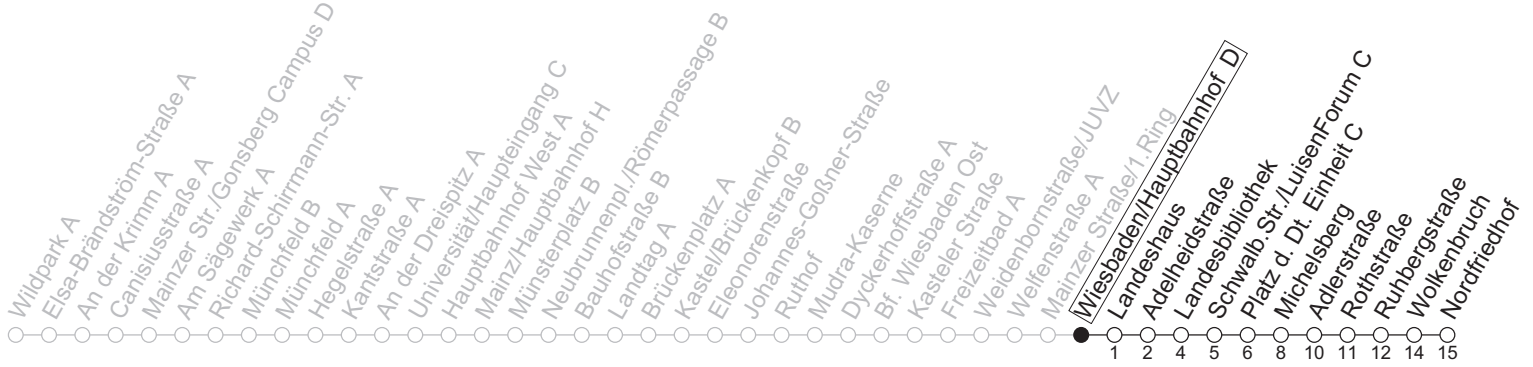 Wildpark A
Elsa-Brändström-Straße A
An der Krimm A
Canisiusstraße A
Mainzer Str./Gonsberg Campus D
Am Sägewerk A
Richard-Schirrmann-Str. A
Münchfeld B
Münchfeld A
Hegelstraße A
Kantstraße A
An der Dreispitz A
Universität/Haupteingang C
Hauptbahnhof West A
Mainz/Hauptbahnhof H
Münsterplatz B
Neubrunnenpl./Römerpassage B
Bauhofstraße B
Landtag A
Brückenplatz A
Kastel/Brückenkopf B
Eleonorenstraße
Johannes-Goßner-Straße
Ruthof
Mudra-Kaserne
Dyckerhoffstraße A
Bf. Wiesbaden Ost
Kasteler Straße
Freizeitbad A
Weidenbornstraße/JUVZ
Welfenstraße A
Mainzer Straße/1.Ring
Wiesbaden/Hauptbahnhof D
Landeshaus
Adelheidstraße
Landesbibliothek
Schwalb. Str./LuisenForum C
Platz d. Dt. Einheit C
Michelsberg
Adlerstraße
Rothstraße
Ruhbergstraße
Wolkenbruch
Nordfriedhof
1 2 4 5 6 8 10 11 12 14 15